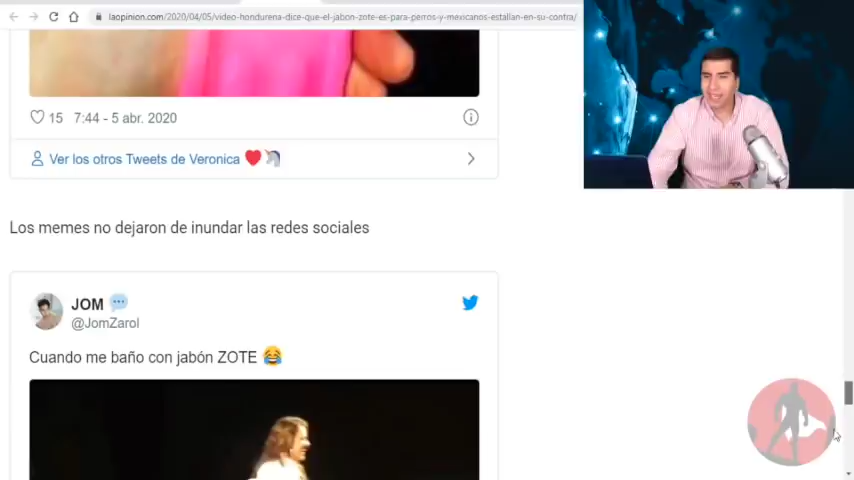 laopinion.com/2020/04/05/video-hondurena-dice-que-el-jabon-zote-es-para-perros-y-mexicanos-estallan-en-su-contra/
15 7:44 - 5 abr. 2020
Ver los otros Tweets de Veronica
Los memes no dejaron de inundar las redes sociales
JOM
@JomZarol
Cuando me baño con jabón ZOTE 😂